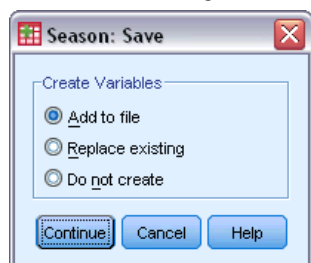 Season: Save
Create Variables
Add to file
Replace existing
Do not create
Continue Cancel Help